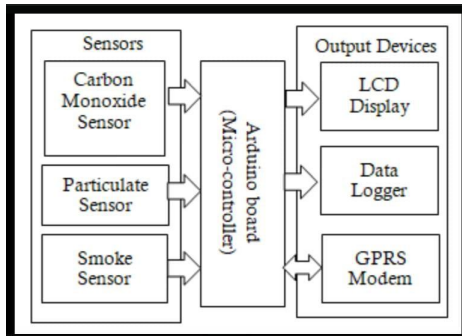 Sensors
Carbon
Monoxide
Sensor
Particulate
Sensor
Smoke
Sensor
Arduino board
(Micro-controller)
Output Devices
LCD
Display
Data
Logger
GPRS
Modem